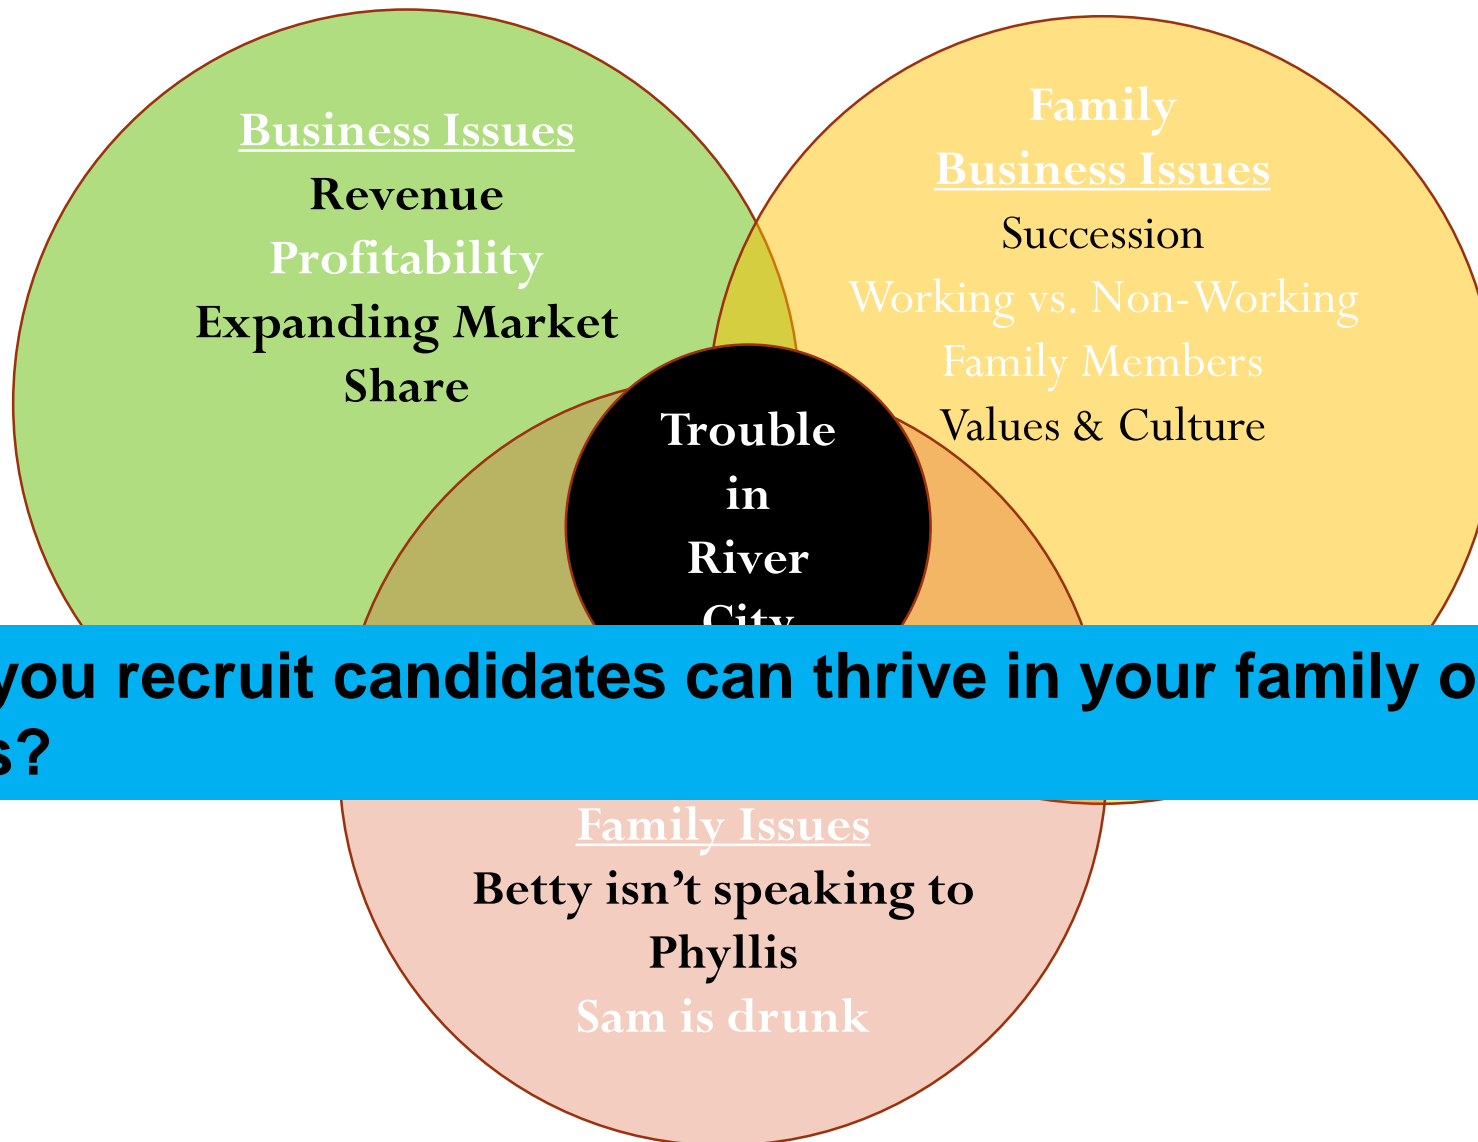 Business Issues
Revenue
Profitability
Expanding Market
Share
Family
Business Issues
Succession
Working vs. Non-Working
Family Members
Values & Culture
Trouble
in
River
City
you recruit candidates can thrive in your family o
s?
Family Issues
Betty isn’t speaking to
Phyllis
Sam is drunk